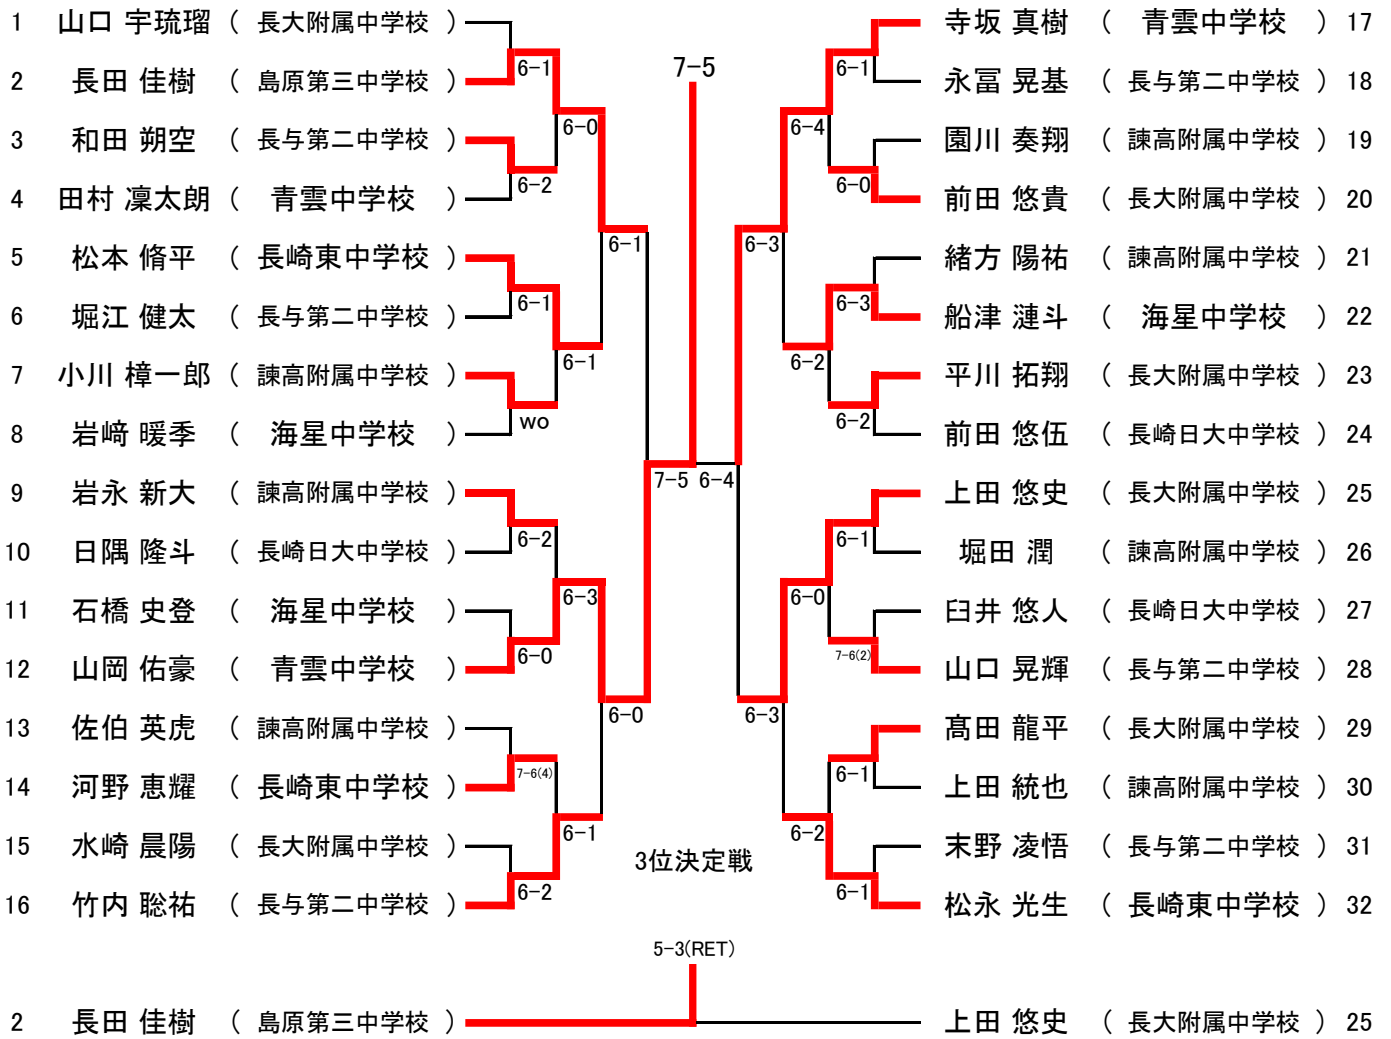 1 山口 宇琉瑠 ( 長大附属中学校 )
2 長田 佳樹 ( 島原第三中学校 )
3 和田 朔空 ( 長与第二中学校 )
4 田村 凜太朗 ( 青雲中学校 )
5 松本 脩平 ( 長崎東中学校 )
6 堀江 健太 ( 長与第二中学校 )
7 小川 樟一郎 ( 諫高附属中学校 )
8 岩﨑 暖季 ( 海星中学校 )
9 岩永 新大 ( 諫高附属中学校 )
10 日隅 隆斗 ( 長崎日大中学校 )
11 石橋 史登 ( 海星中学校 )
12 山岡 佑豪 ( 青雲中学校 )
13 佐伯 英虎 ( 諫高附属中学校 )
14 河野 恵耀 ( 長崎東中学校 )
15 水崎 晨陽 ( 長大附属中学校 )
16 竹内 聡祐 ( 長与第二中学校 )
6-1
6-2
6-1
wo
6-2
6-0
7-6(4)
6-2
6-0
6-1
6-3
6-1
6-1
6-0
7-5
7-5
6-4
6-3
6-3
6-4
6-2
6-0
6-2
6-1
6-0
6-3
6-2
6-1
7-6(2)
6-1
6-1
寺坂 真樹 ( 青雲中学校 ) 17
永冨 晃基 ( 長与第二中学校 ) 18
園川 奏翔 ( 諫高附属中学校 ) 19
前田 悠貴 ( 長大附属中学校 ) 20
緒方 陽祐 ( 諫高附属中学校 ) 21
船津 漣斗 ( 海星中学校 ) 22
平川 拓翔 ( 長大附属中学校 ) 23
前田 悠伍 ( 長崎日大中学校 ) 24
上田 悠史 ( 長大附属中学校 ) 25
堀田 潤 ( 諫高附属中学校 ) 26
臼井 悠人 ( 長崎日大中学校 ) 27
山口 晃輝 ( 長与第二中学校 ) 28
髙田 龍平 ( 長大附属中学校 ) 29
上田 統也 ( 諫高附属中学校 ) 30
末野 凌悟 ( 長与第二中学校 ) 31
松永 光生 ( 長崎東中学校 ) 32
3位決定戦
5-3(RET)
2 長田 佳樹 ( 島原第三中学校 )
上田 悠史 ( 長大附属中学校 ) 25